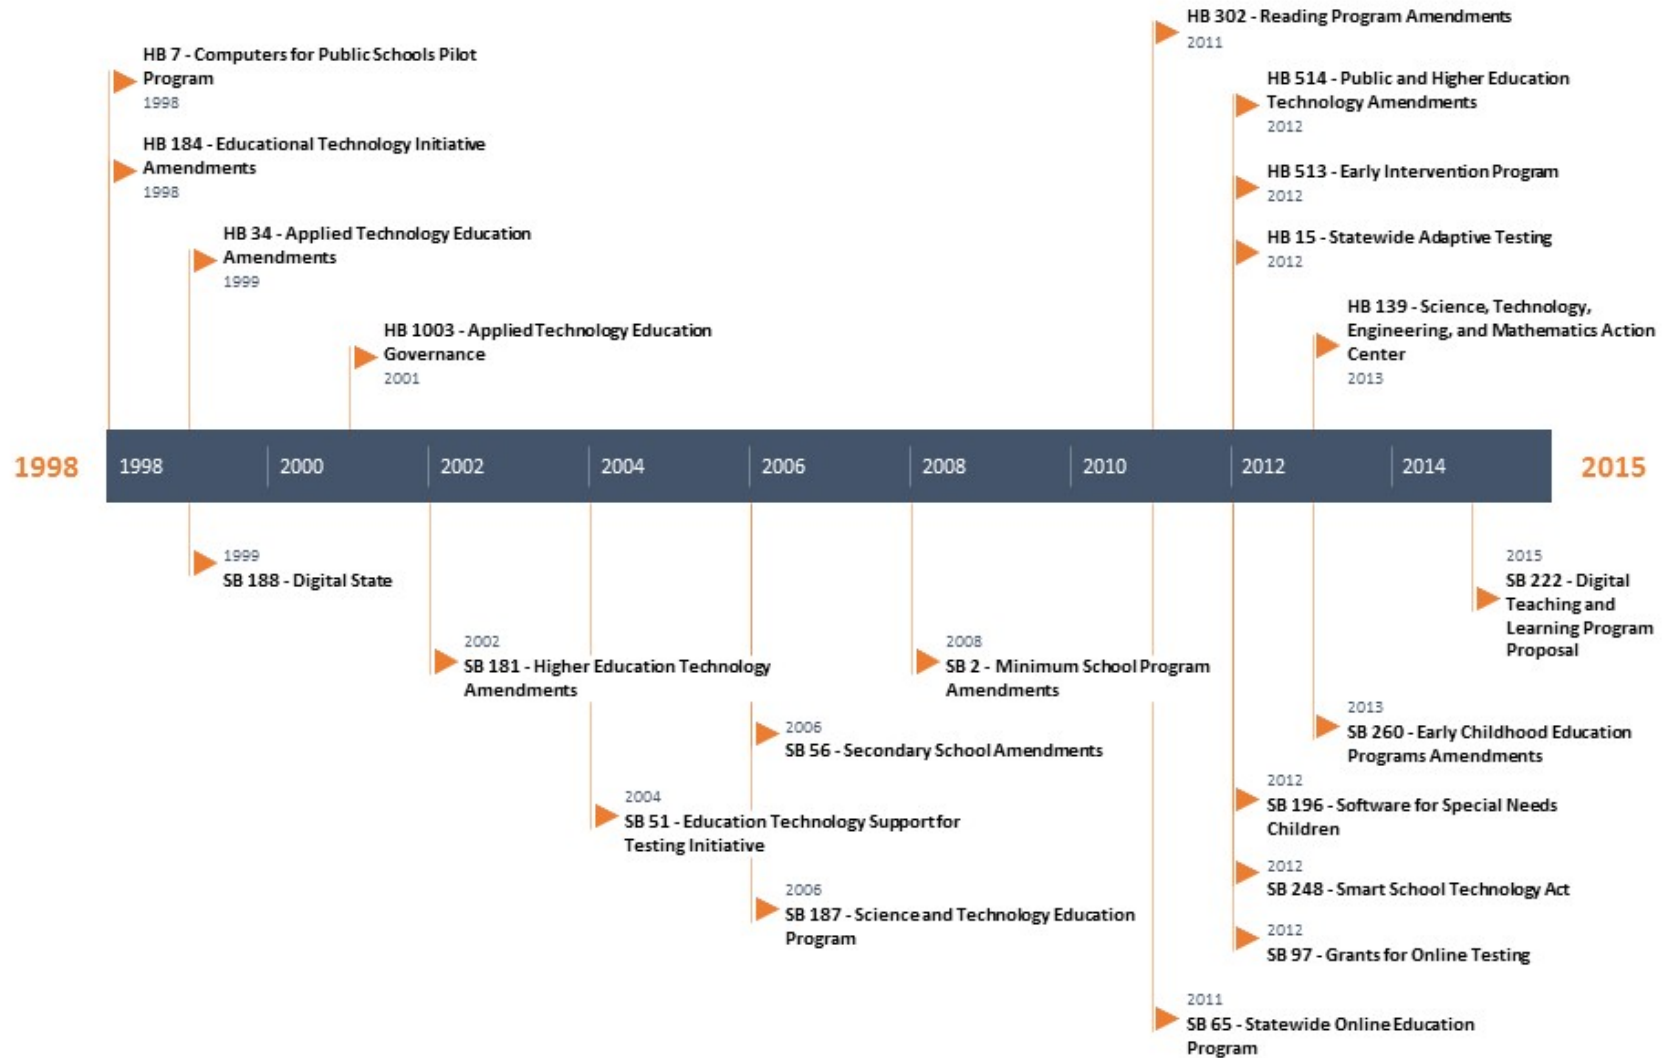 HB 302 - Reading Program Amendments
2011
HB 7 - Computers for Public Schools Pilot
Program
1998
HB 514 - Public and Higher Education
Technology Amendments
2012
HB 184 - Educational Technology Initiative
Amendments
1998
HB 513 - Early Intervention Program
2012
HB 34 - Applied Technology Education
Amendments
1999
HB 15 - Statewide Adaptive Testing
2012
HB 139 - Science, Technology,
Engineering, and Mathematics Action
Center
2013
HB 1003 - Applied Technology Education
Governance
2001
1998 1998 2000 2002 2004 2006 2008 2010 2012 2014 2015
1999
SB 188 - Digital State
2015
SB 222 - Digital
Teaching and
Learning Program
Proposal
2002
SB 181 - Higher Education Technology
Amendments
2008
SB 2 - Minimum School Program
Amendments
2006
SB 56 - Secondary School Amendments
2013
SB 260 - Early Childhood Education
Programs Amendments
2004
SB 51 - Education Technology Support for
Testing Initiative
2012
SB 196 - Software for Special Needs
Children
2012
SB 248 - Smart School Technology Act
2006
SB 187 - Science and Technology Education
Program
2012
SB 97 - Grants for Online Testing
2011
SB 65 - Statewide Online Education
Program